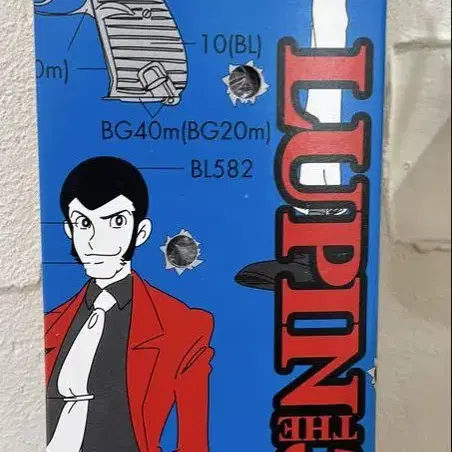 10(BL)
0m)
BG40m(BG20m)
BL582
LUPIN
THE